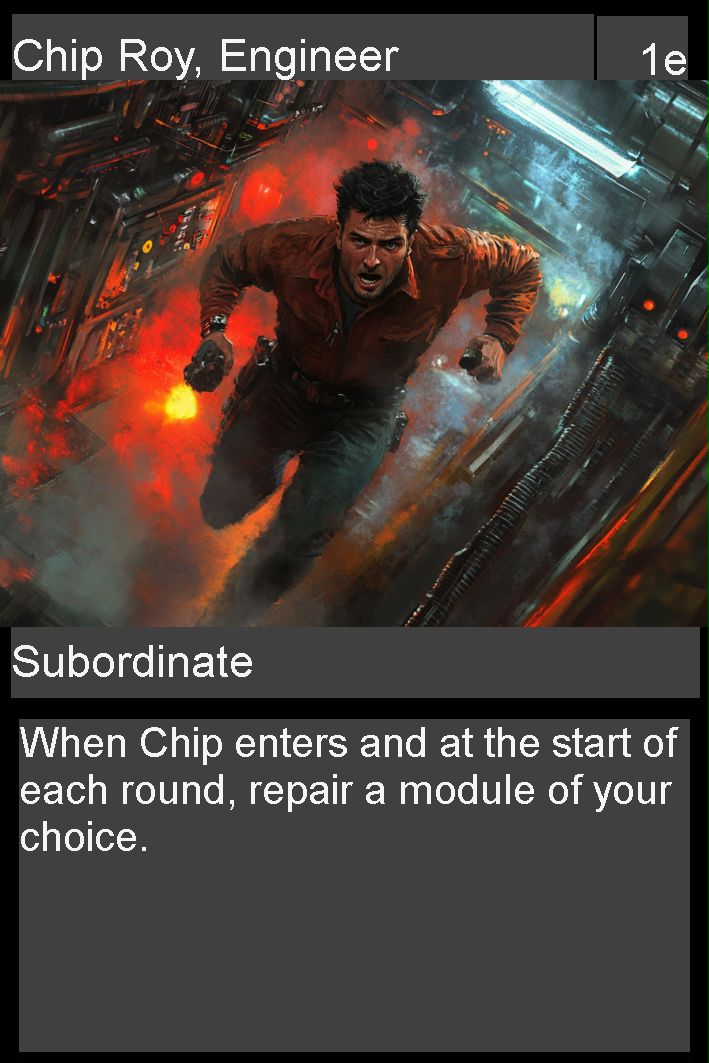 Chip Roy, Engineer
1e
Subordinate
When Chip enters and at the start of
each round, repair a module of your
choice.